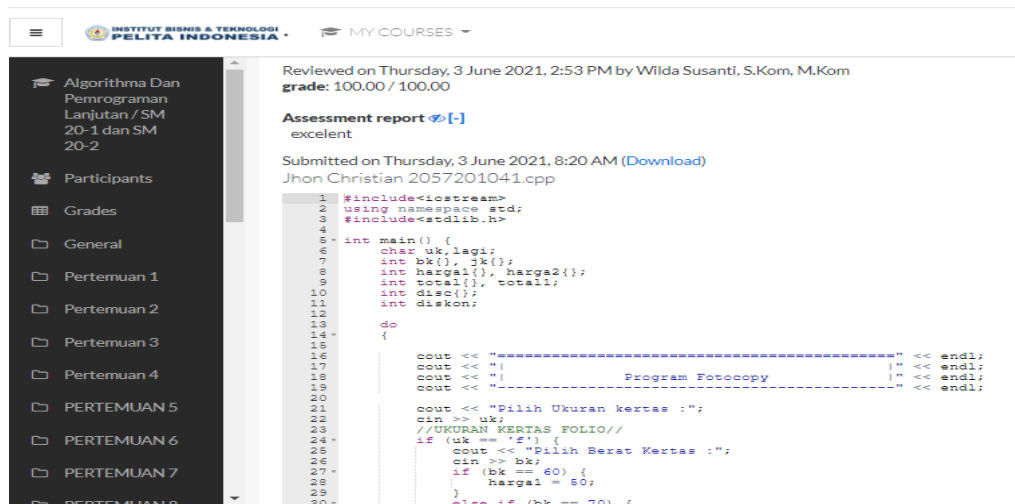 INSTITUT BISNIS & TEKNOLOGI
PELITA INDONESIA .
MY COURSES
Algorithma Dan
Pemrograman
Lanjutan / SM
20-1 dan SM
20-2
Participants
Grades
General
Pertemuan 1
Pertemuan 2
Pertemuan 3
Pertemuan 4
PERTEMUAN 5
PERTEMUAN 6
PERTEMUAN 7
PERTEMUAN 8
Reviewed on Thursday, 3 June 2021, 2:53 PM by Wilda Susanti, S.Kom, M.Kom
grade: 100.00 / 100.00
Assessment report [-]
excelent
Submitted on Thursday, 3 June 2021, 8:20 AM (Download)
Jhon Christian 2057201041.cpp
1 #include<iostream>
2 using namespace std;
3 #include<stdlib.h>
4
5 int main() {
6 char uk,lagi;
7 int bk{}, jk{};
8 int harga1{}, harga2{};
9 int total{}, total1;
10 int disc{};
11 int diskon;
12
13 do
14 {
15
16 cout << "============================================" << endl;
17 cout << "| |" << endl;
18 cout << "| Program Fotocopy |" << endl;
19 cout << "--------------------------------------------" << endl;
20
21 cout << "Pilih Ukuran kertas :";
22 cin >> uk;
23 //UKURAN KERTAS FOLIO//
24 if (uk == 'f') {
25 cout << "Pilih Berat Kertas :";
26 cin >> bk;
27 if (bk == 60) {
28 harga1 = 50;
29 }
30 else if (bk == 70) {